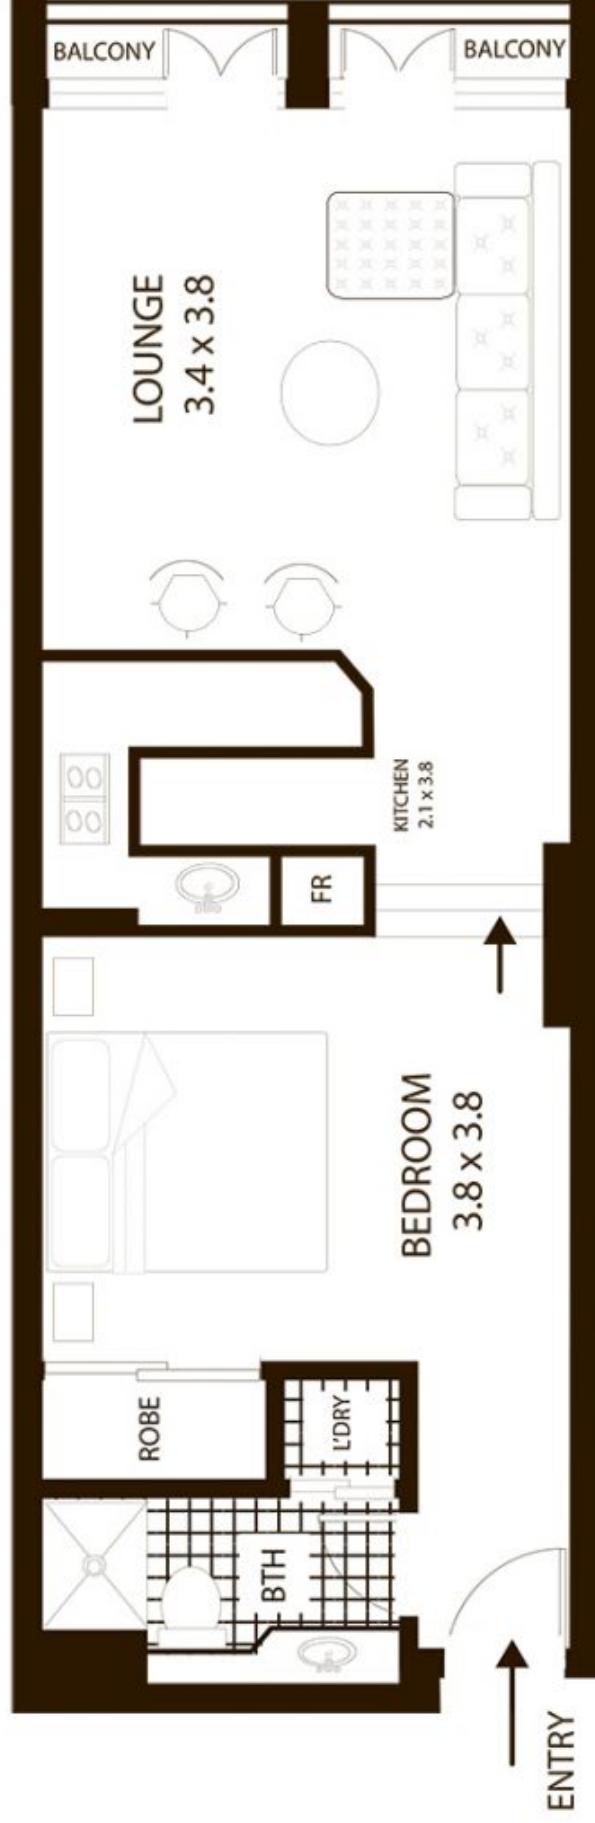 BALCONY
BALCONY
LOUNGE
3.4 x 3.8
KITCHEN
2.1 x 3.8
FR
BEDROOM
3.8 x 3.8
ROBE
L'DRY
BTH
ENTRY